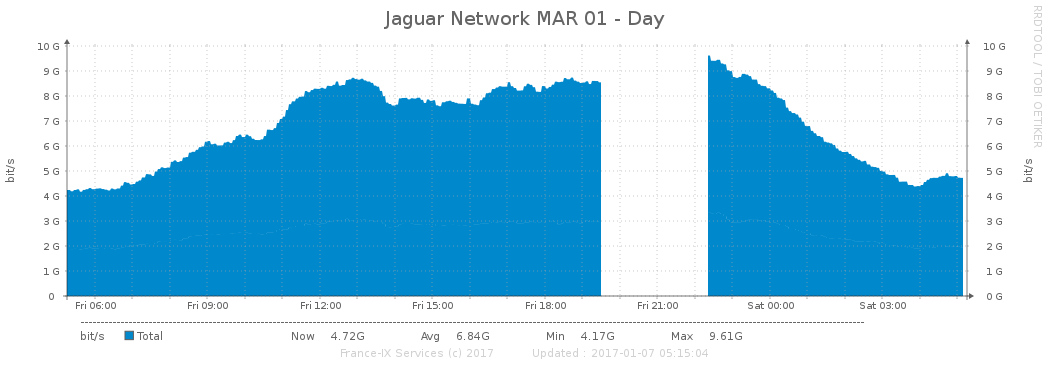 Jaguar Network MAR 01 - Day
RRDTOOL / TOBI OETIKER
bit/s
bit/s
10 G 10 G
9 G 9 G
8 G 8 G
7 G 7 G
6 G 6 G
5 G 5 G
4 G 4 G
3 G 3 G
2 G 2 G
1 G 1 G
0 0 G
Fri 06:00 Fri 09:00 Fri 12:00 Fri 15:00 Fri 18:00 Fri 21:00 Sat 00:00 Sat 03:00
bit/s Total Now 4.72G Avg 6.84G Min 4.17G Max 9.61G
France-IX Services (c) 2017 Updated : 2017-01-07 05:15:04